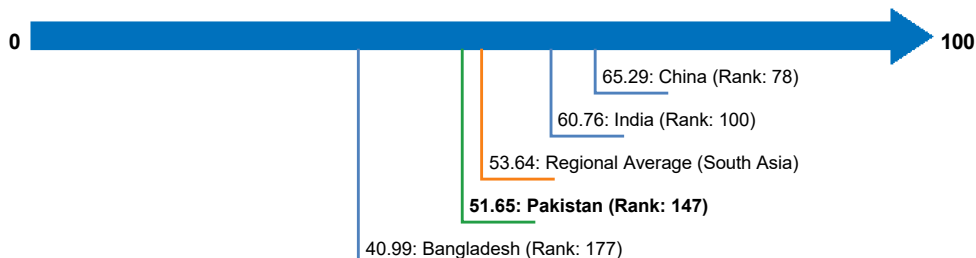 0
100
65.29: China (Rank: 78)
60.76: India (Rank: 100)
53.64: Regional Average (South Asia)
51.65: Pakistan (Rank: 147)
40.99: Bangladesh (Rank: 177)